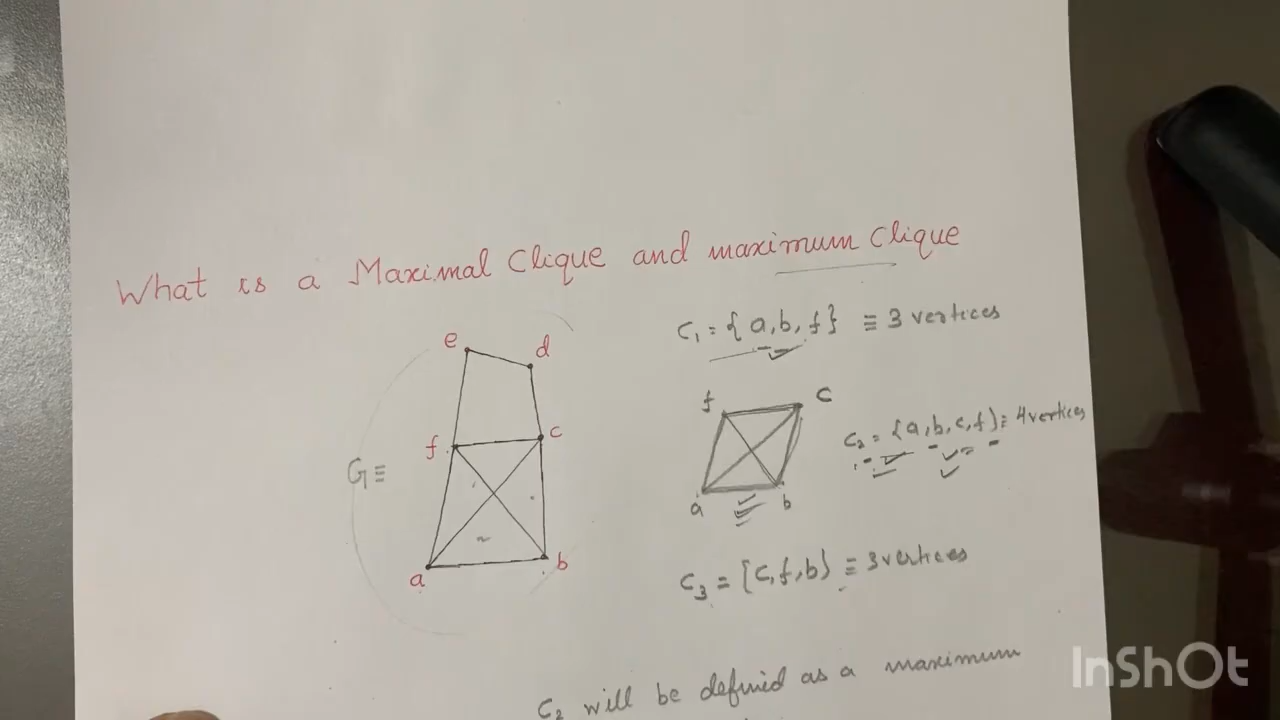 What is a Maximal Clique and maximum Clique
C₁ = {a, b, f} ≡ 3 vertices
e
d
f
c
G ≡
a
b
f
c
a
b
C₂ = {a, b, c, f} ≡ 4 vertices
C₃ = {c, f, b} ≡ 3 vertices
C₂ will be defined as a maximum
InShOt